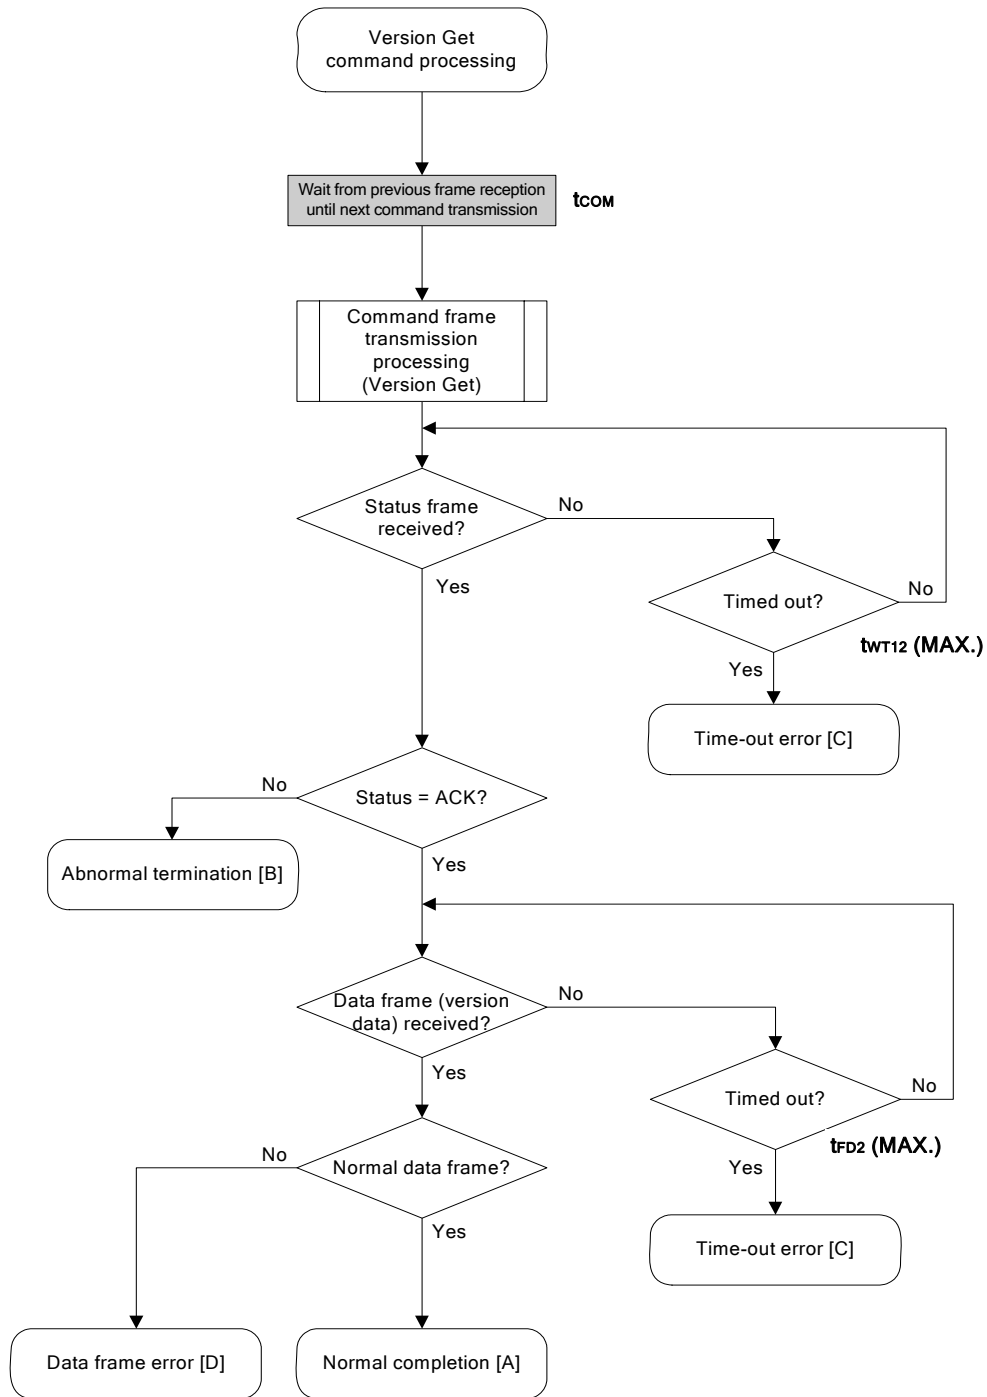 Version Get
command processing
Wait from previous frame reception
until next command transmission
tCOM
Command frame
transmission
processing
(Version Get)
Status frame
received?
No
Yes
Timed out?
No
tWT12 (MAX.)
Yes
Time-out error [C]
No
Status = ACK?
Abnormal termination [B]
Yes
Data frame (version
data) received?
No
Yes
Timed out?
No
tFD2 (MAX.)
Yes
Time-out error [C]
No
Normal data frame?
Yes
Data frame error [D]
Normal completion [A]